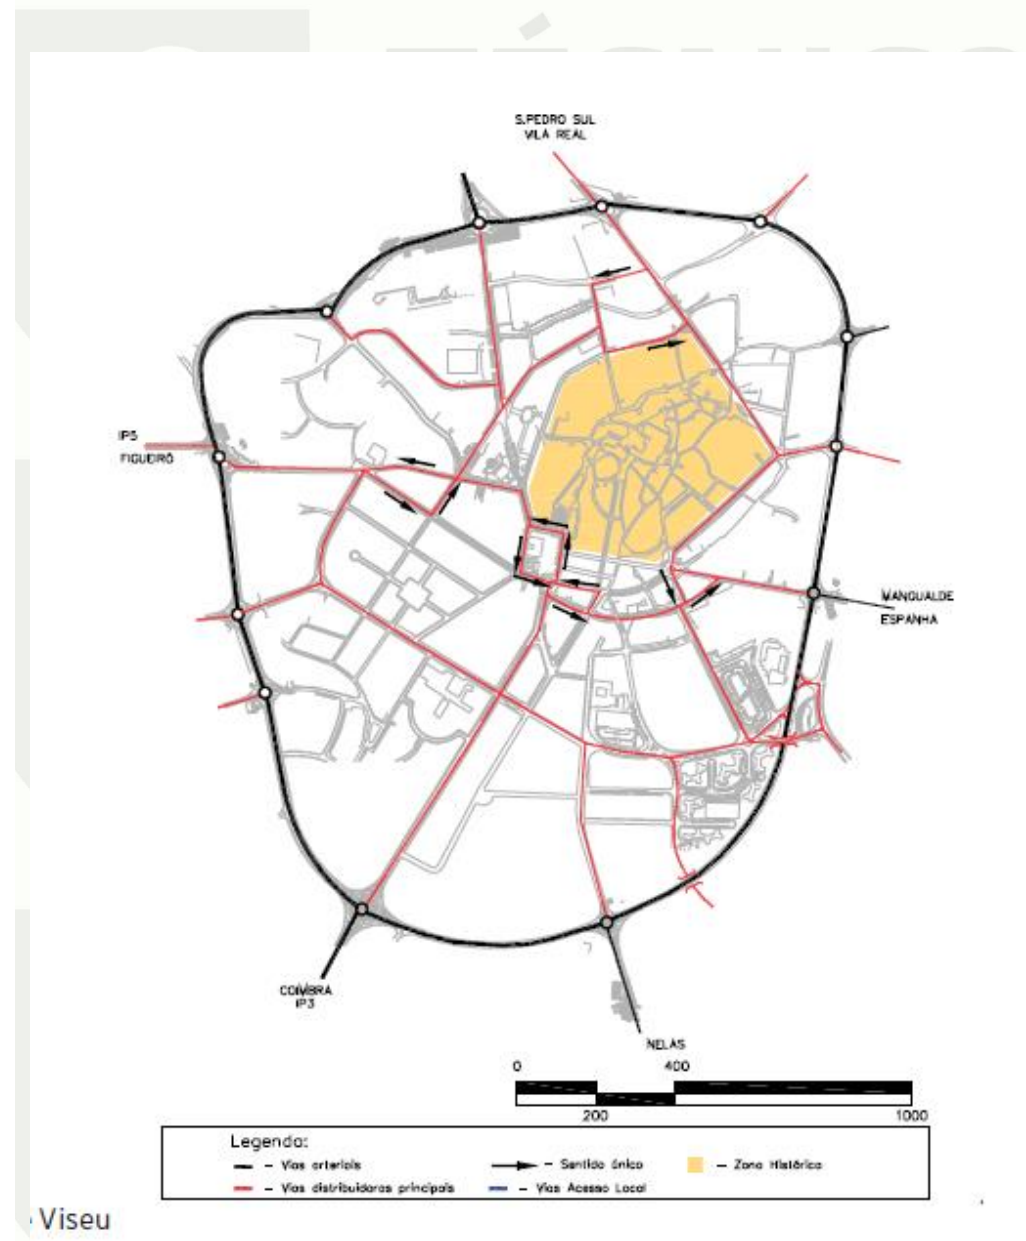 S.PEDRO SUL
VILA REAL
IP5
FIGUEIRÓ
MANGUALDE
ESPANHA
COIMBRA
IP3
NELAS
0 400
200 1000
Legenda:
– Vias arteriais
– Sentido único
– Zona Histórica
– Vias distribuidoras principais
– Vias Acesso Local
Viseu